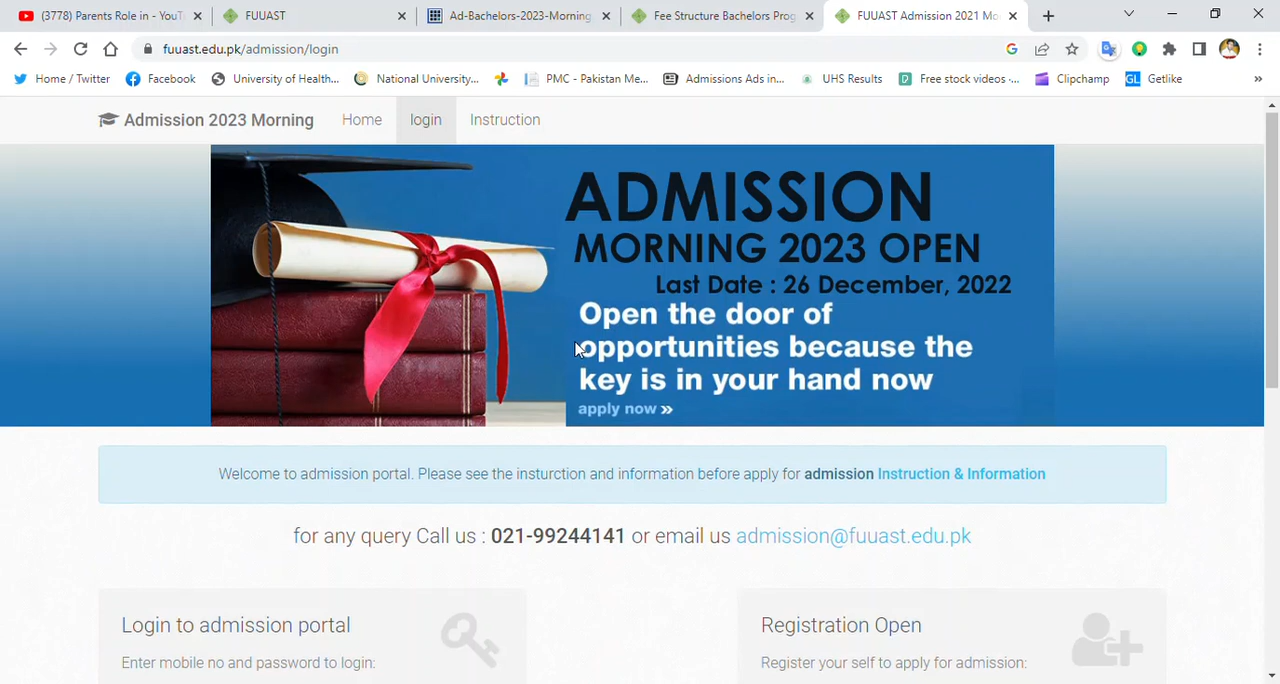 (3778) Parents Role in - YouT
FUUAST
Ad-Bachelors-2023-Morning
Fee Structure Bachelors Prog
FUUAST Admission 2021 Mo
fuuast.edu.pk/admission/login
Home / Twitter
Facebook
University of Health...
National University...
PMC - Pakistan Me...
Admissions Ads in...
UHS Results
Free stock videos -...
Clipchamp
GL Getlike
Admission 2023 Morning
Home
login
Instruction
ADMISSION
MORNING 2023 OPEN
Last Date : 26 December, 2022
Open the door of
opportunities because the
key is in your hand now
apply now »
Welcome to admission portal. Please see the insturction and information before apply for admission Instruction & Information
for any query Call us : 021-99244141 or email us admission@fuuast.edu.pk
Login to admission portal
Enter mobile no and password to login:
Registration Open
Register your self to apply for admission: